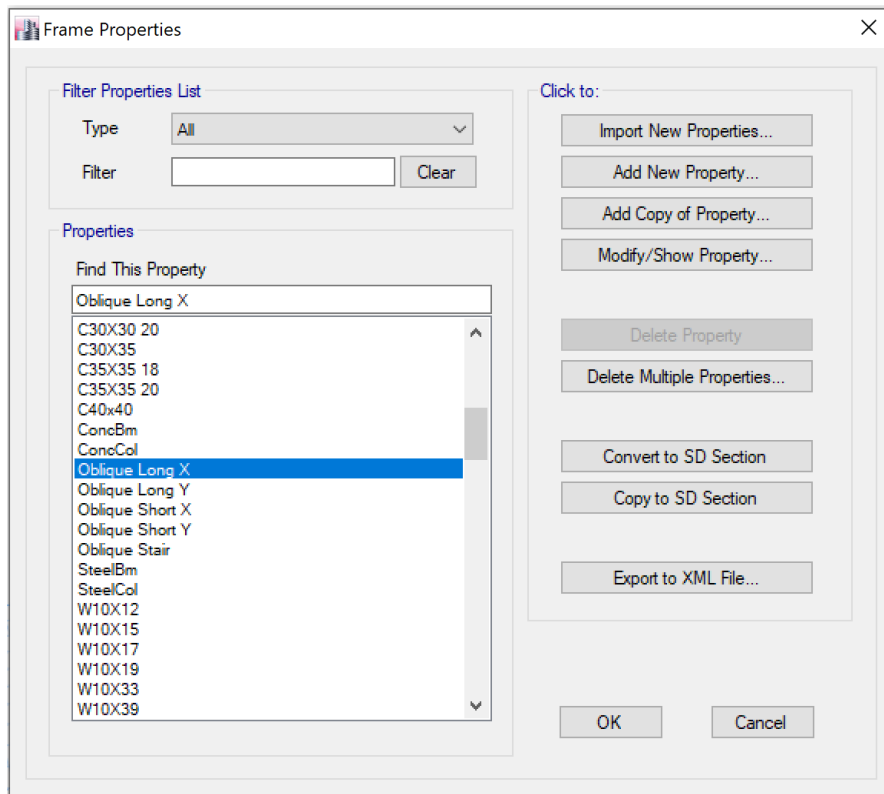 Frame Properties
Filter Properties List
Type
All
Filter
Clear
Properties
Find This Property
Oblique Long X
C30X30 20
C30X35
C35X35 18
C35X35 20
C40x40
ConcBm
ConcCol
Oblique Long X
Oblique Long Y
Oblique Short X
Oblique Short Y
Oblique Stair
SteelBm
SteelCol
W10X12
W10X15
W10X17
W10X19
W10X33
W10X39
Click to:
Import New Properties...
Add New Property...
Add Copy of Property...
Modify/Show Property...
Delete Property
Delete Multiple Properties...
Convert to SD Section
Copy to SD Section
Export to XML File...
OK
Cancel